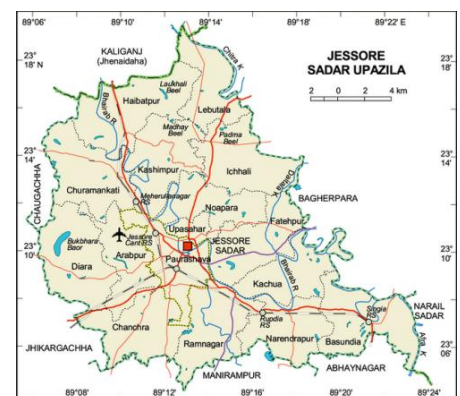 89°06'
89°10'
89°14'
89°18'
89°22' E
23°
18' N
23°
18'
KALIGANJ
(Jhenaidaha)
Chitra R.
JESSORE
SADAR UPAZILA
2 0 2 4 km
Laukhali
Beel
Haibatpur
Bhairab R.
Lebutala
Madhay
Beel
Padma
Beel
23°
14'
23°
14'
Kashimpur
Ichhali
Churamankati
Meherullanagar
RS
Daitala K
CHAUGACHHA
BAGHERPARA
Noapara
Upasahar
Fatehpur
Jessore
Cant RS
JESSORE
SADAR
Bukbhara
Baor
Arabpur
Paurashava
23°
10'
23°
10'
Diara
Kachua
Bhairab R.
Rupdia
RS
Singia
RS
NARAIL
SADAR
Chanchra
Ramnagar
Narendrapur
Basundia
23°
06'
JHIKARGACHHA
MANIRAMPUR
ABHAYNAGAR
89°08'
89°12'
89°16'
89°20'
89°24'